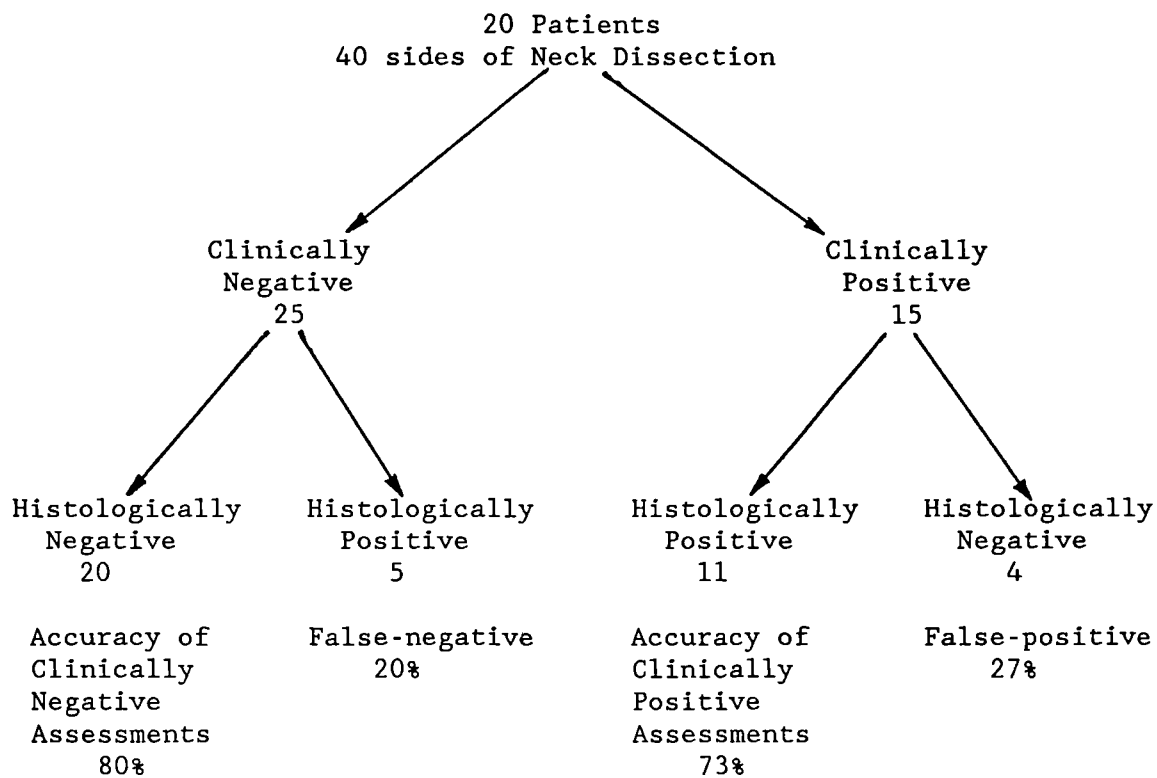 20 Patients
40 sides of Neck Dissection
Clinically
Negative
25
Clinically
Positive
15
Histologically
Negative
20
Histologically
Positive
5
Histologically
Positive
11
Histologically
Negative
4
Accuracy of
Clinically
Negative
Assessments
80%
False-negative
20%
Accuracy of
Clinically
Positive
Assessments
73%
False-positive
27%